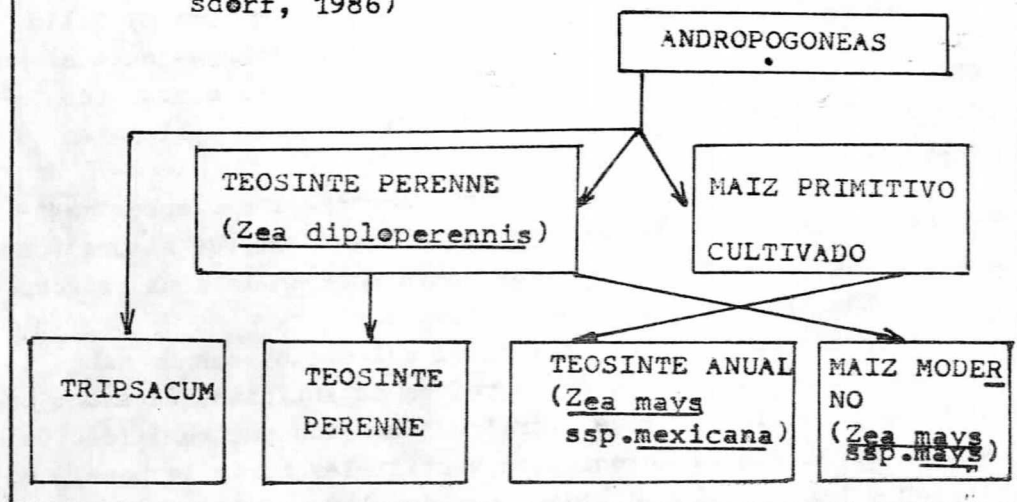 sdorf, 1986)
ANDROPOGONEAS
TEOSINTE PERENNE
(Zea diploperennis)
MAIZ PRIMITIVO
CULTIVADO
TRIPSACUM
TEOSINTE
PERENNE
TEOSINTE ANUAL
(Zea mays
ssp.mexicana)
MAIZ MODER
NO
(Zea mays
ssp.mays)